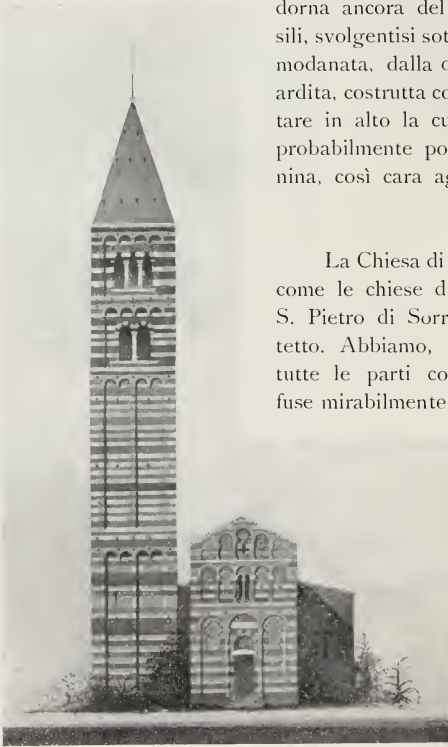 dorna ancora del
sili, svolgentisi sot
modanata, dalla
ardita, costrutta co
tare in alto la cu
probabilmente po
nina, così cara ag
La Chiesa di
come le chiese d
S. Pietro di Sorr
tetto. Abbiamo,
tutte le parti co
fuse mirabilmente